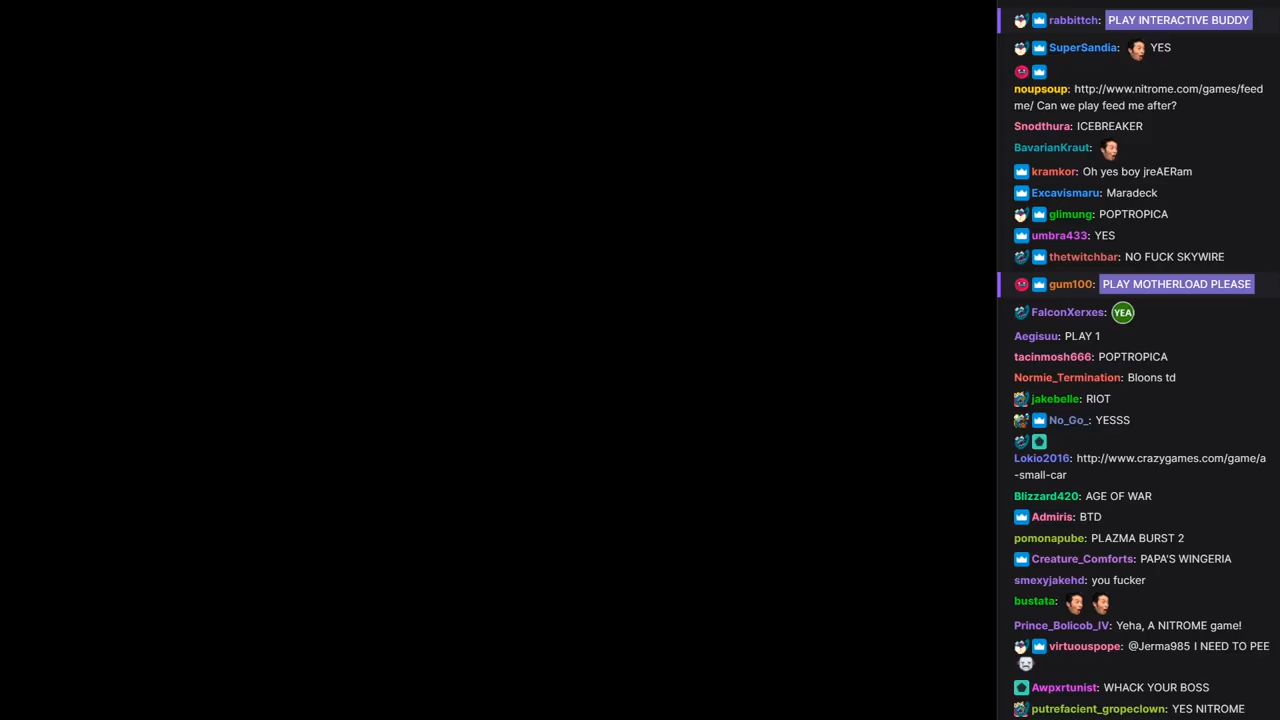 rabbittch: PLAY INTERACTIVE BUDDY
SuperSandia: YES
noupsoup: http://www.nitrome.com/games/feed
me/ Can we play feed me after?
Snodthura: ICEBREAKER
BavarianKraut:
kramkor: Oh yes boy jreAERam
Excavismaru: Maradeck
glimung: POPTROPICA
umbra433: YES
thetwitchbar: NO FUCK SKYWIRE
gum100: PLAY MOTHERLOAD PLEASE
FalconXerxes: YEA
Aegisuu: PLAY 1
tacinmosh666: POPTROPICA
Normie_Termination: Bloons td
jakebelle: RIOT
No_Go_: YESSS
Lokio2016: http://www.crazygames.com/game/a
-small-car
Blizzard420: AGE OF WAR
Admiris: BTD
pomonapube: PLAZMA BURST 2
Creature_Comforts: PAPA'S WINGERIA
smexyjakehd: you fucker
bustata:
Prince_Bolicob_IV: Yeha, A NITROME game!
virtuouspope: @Jerma985 I NEED TO PEE
Awpxrtunist: WHACK YOUR BOSS
putrefacient_gropeclown: YES NITROME